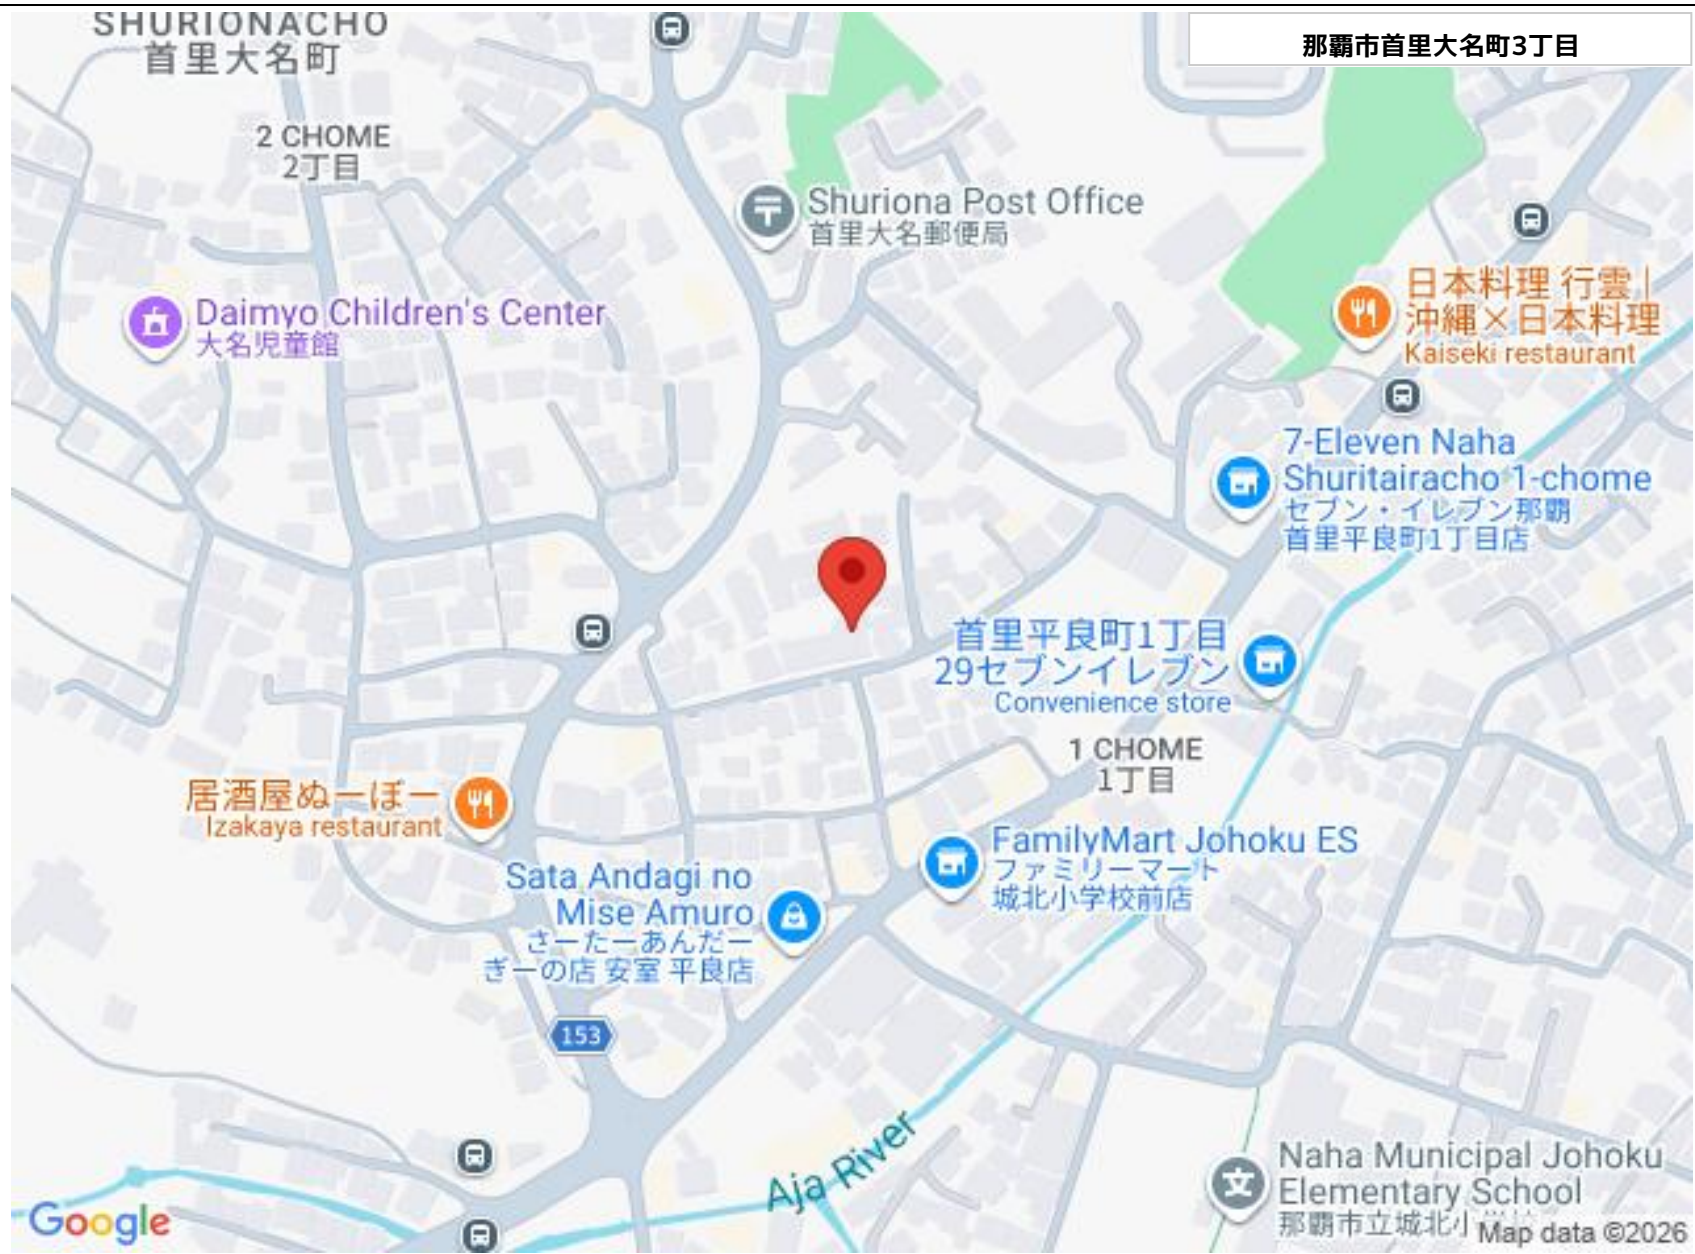 SHURIONACHO
首里大名町
那覇市首里大名町3丁目
2 CHOME
2丁目
Shuriona Post Office
首里大名郵便局
Daimyo Children's Center
大名児童館
日本料理 行雲｜
沖縄×日本料理
Kaiseki restaurant
7-Eleven Naha
Shuritairacho 1-chome
セブン・イレブン那覇
首里平良町1丁目店
首里平良町1丁目
29セブンイレブン
Convenience store
1 CHOME
1丁目
居酒屋ぬーぼー
Izakaya restaurant
FamilyMart Johoku ES
ファミリーマート
城北小学校前店
Sata Andagi no
Mise Amuro
さーたーあんだー
ぎーの店 安室 平良店
153
Aja River
Naha Municipal Johoku
Elementary School
那覇市立城北小
Google
Map data ©2026